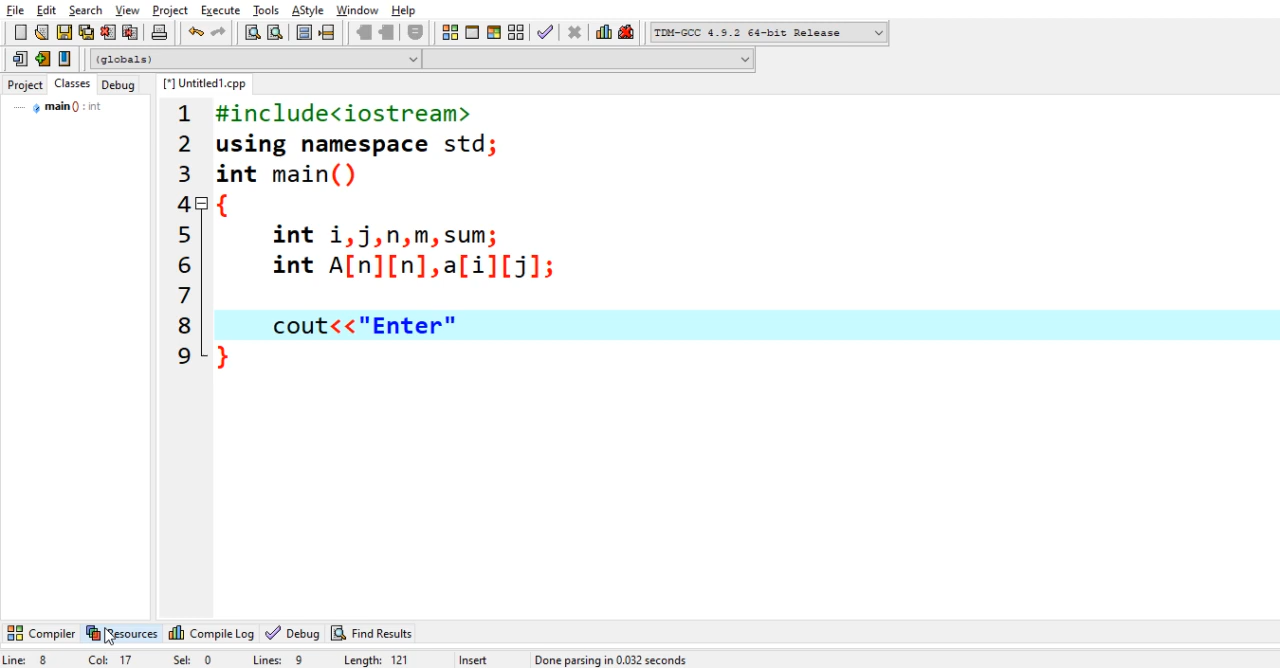 File Edit Search View Project Execute Tools AStyle Window Help
TDM-GCC 4.9.2 64-bit Release
(globals)
Project Classes Debug [*] Untitled1.cpp
main () : int
1 #include<iostream>
2 using namespace std;
3 int main()
4 {
5 int i,j,n,m,sum;
6 int A[n][n],a[i][j];
7
8 cout<<"Enter"
9 }
Compiler Resources Compile Log Debug Find Results
Line: 8 Col: 17 Sel: 0 Lines: 9 Length: 121 Insert Done parsing in 0.032 seconds